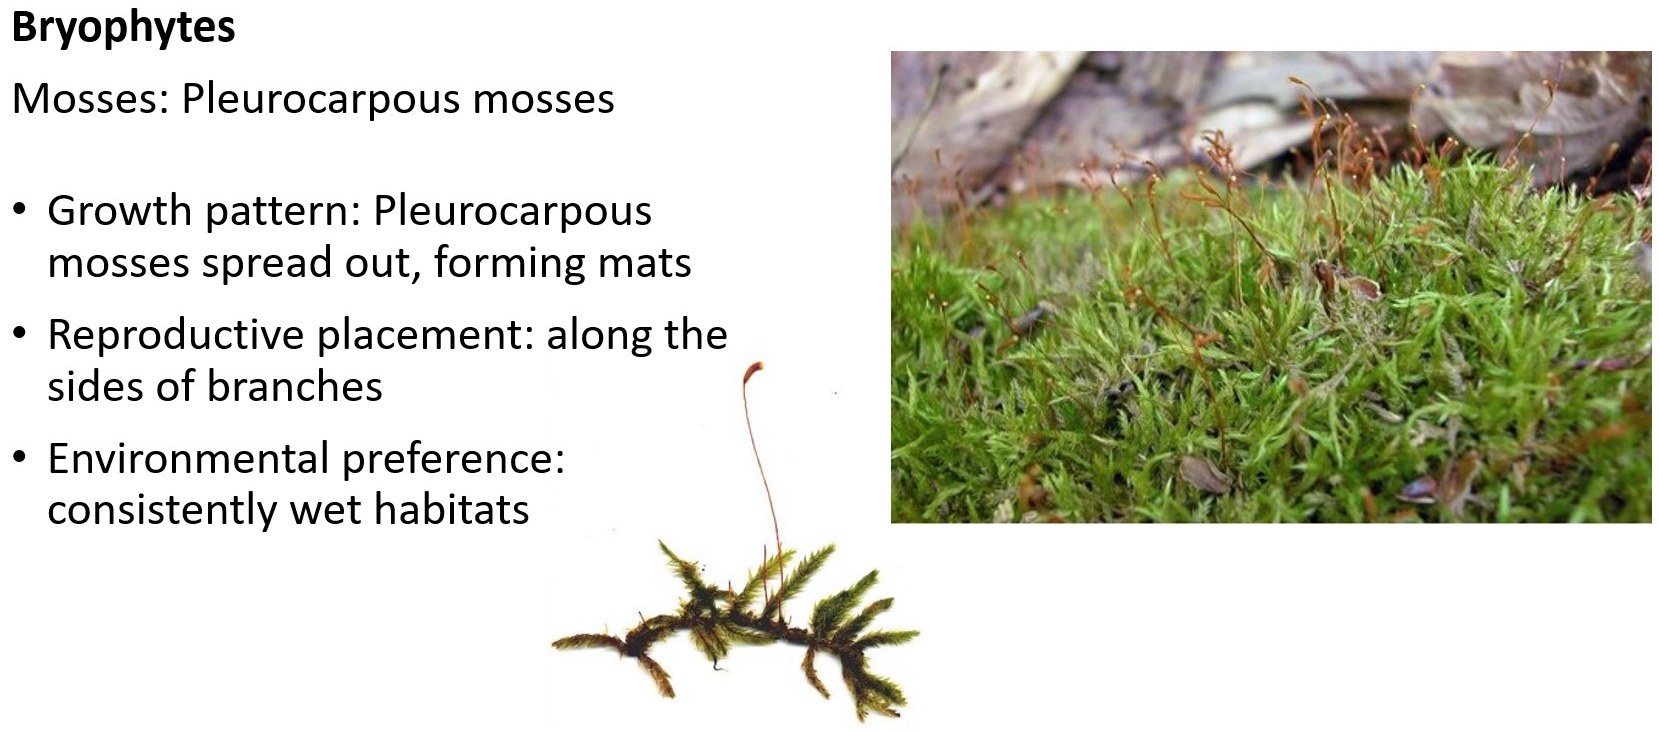 Bryophytes
Mosses: Pleurocarpous mosses
• Growth pattern: Pleurocarpous
mosses spread out, forming mats
• Reproductive placement: along the
sides of branches
• Environmental preference:
consistently wet habitats